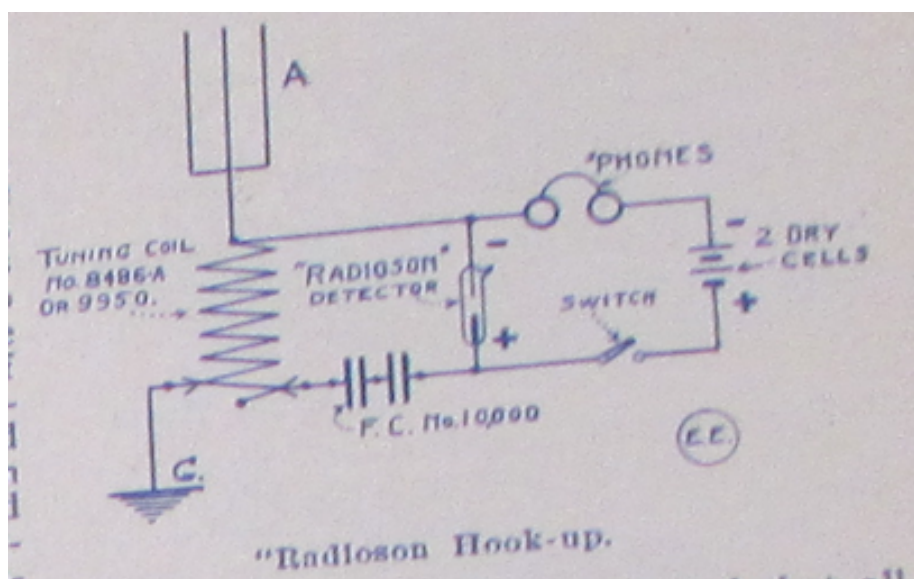 A
"PHONES
TUNING COIL
No. 8486-A
OR 9950.
"RADIOSON"
DETECTOR
-
+
SWITCH
-
2 DRY
CELLS
+
F.C. No. 10,000
E.E.
G.
"Radioson Hook-up.